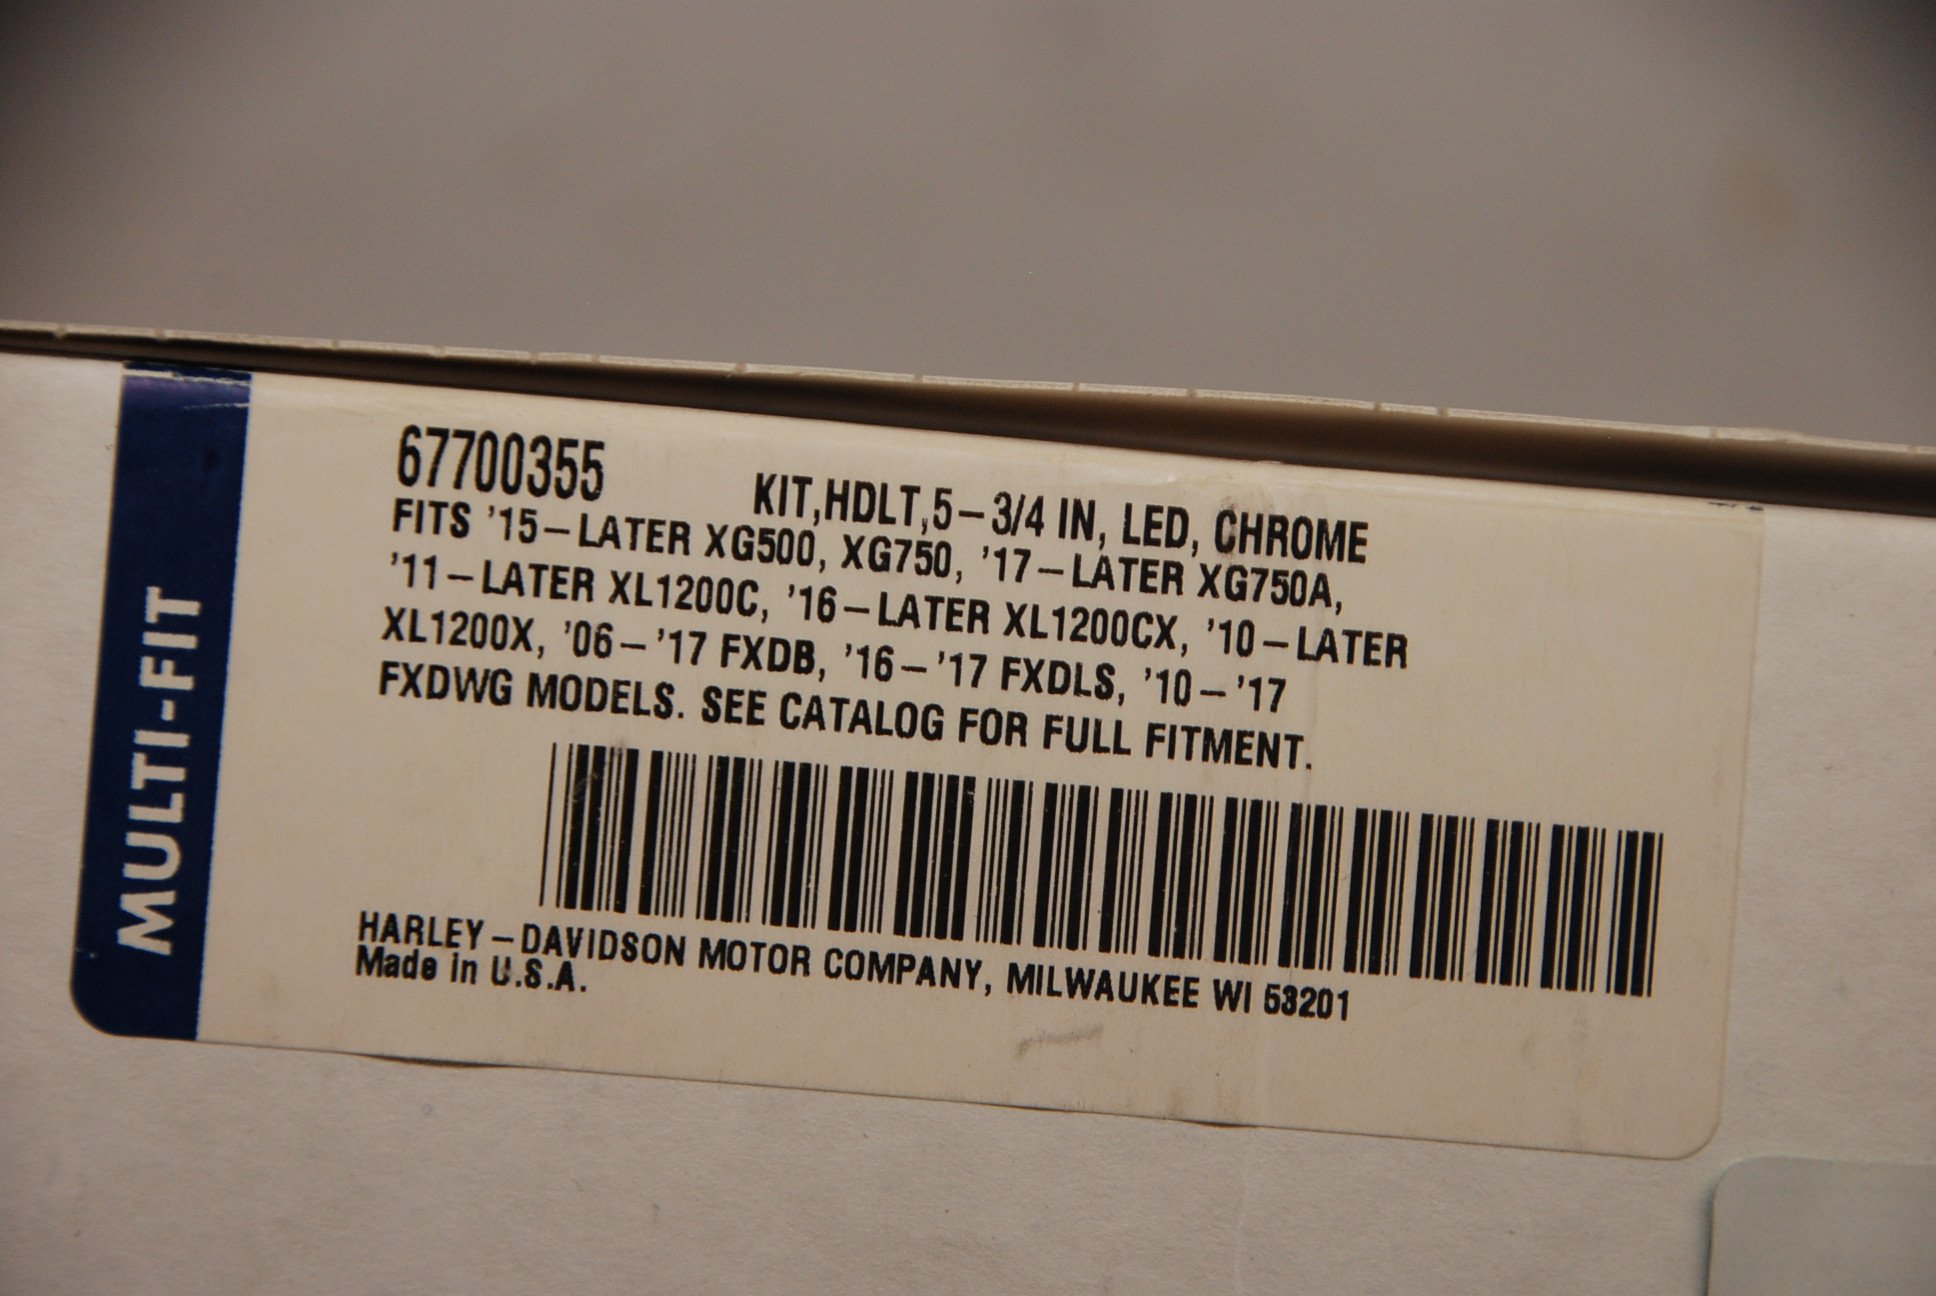 MULTI-FIT
67700355
KIT,HDLT,5-3/4 IN, LED, CHROME
FITS '15-LATER XG500, XG750, '17-LATER XG750A,
'11-LATER XL1200C, '16-LATER XL1200CX, '10-LATER
XL1200X, '06-'17 FXDB, '16-'17 FXDLS, '10-'17
FXDWG MODELS. SEE CATALOG FOR FULL FITMENT.
HARLEY-DAVIDSON MOTOR COMPANY, MILWAUKEE WI 53201
Made in U.S.A.